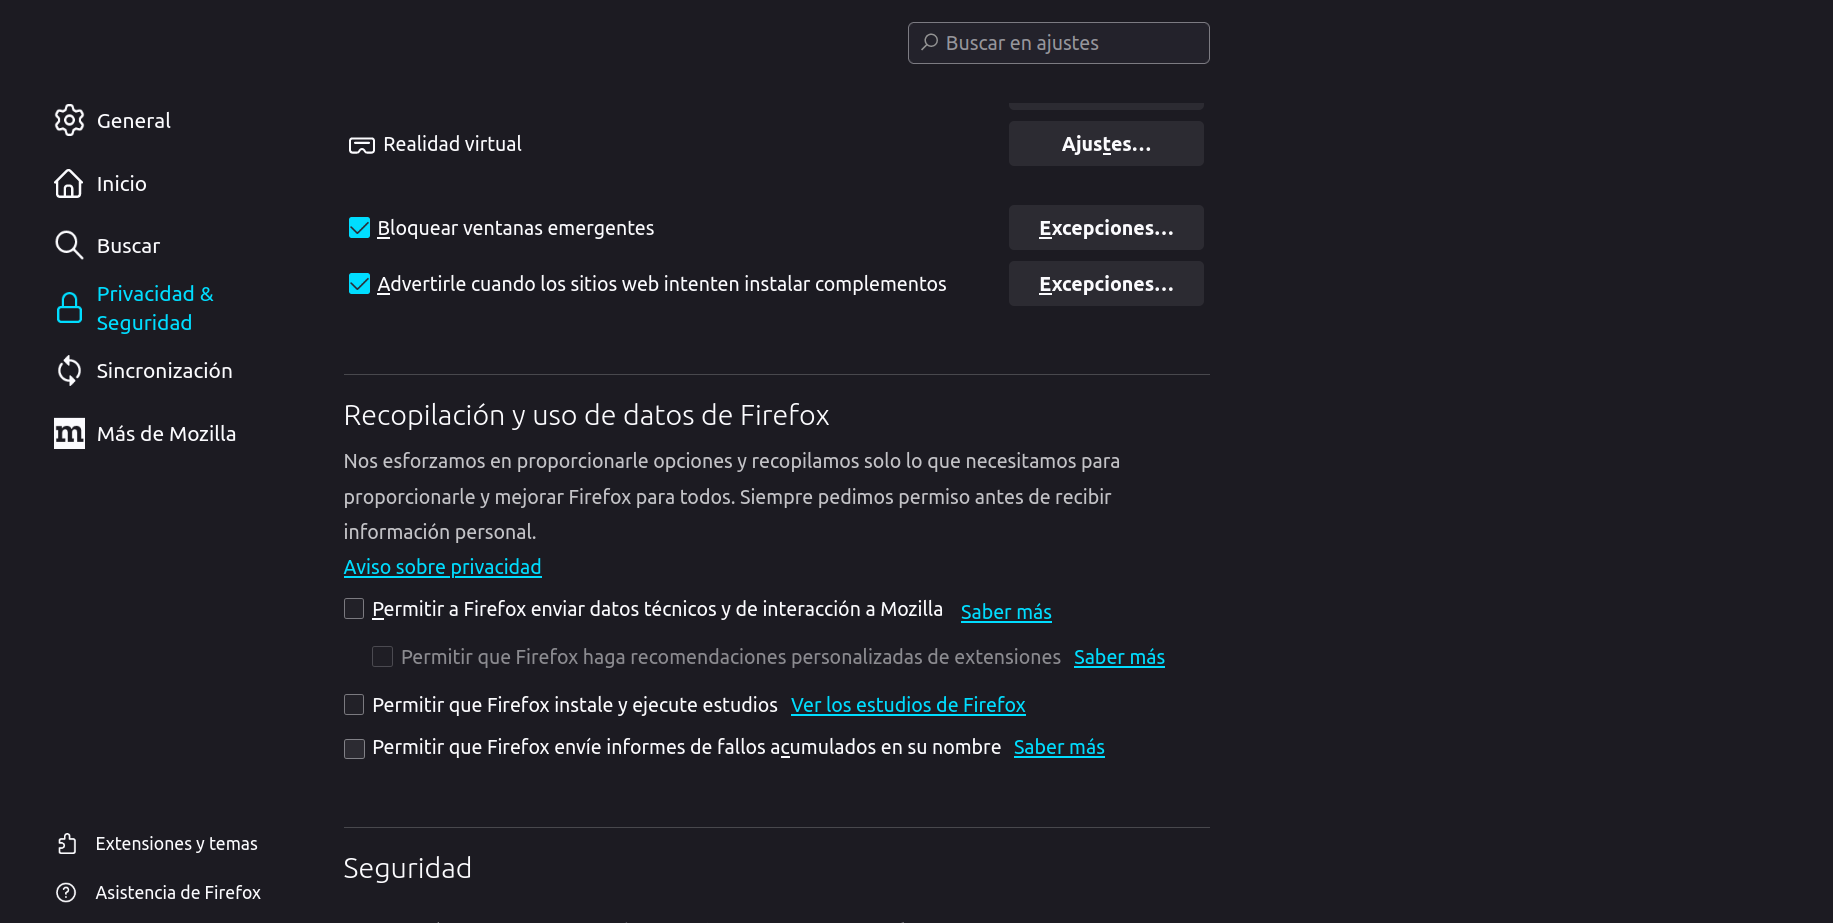 Buscar en ajustes
General
Inicio
Buscar
Privacidad &
Seguridad
Sincronización
m Más de Mozilla
Realidad virtual Ajustes...
Bloquear ventanas emergentes Excepciones...
Advertirle cuando los sitios web intenten instalar complementos Excepciones...
Recopilación y uso de datos de Firefox
Nos esforzamos en proporcionarle opciones y recopilamos solo lo que necesitamos para
proporcionarle y mejorar Firefox para todos. Siempre pedimos permiso antes de recibir
información personal.
Aviso sobre privacidad
Permitir a Firefox enviar datos técnicos y de interacción a Mozilla Saber más
Permitir que Firefox haga recomendaciones personalizadas de extensiones Saber más
Permitir que Firefox instale y ejecute estudios Ver los estudios de Firefox
Permitir que Firefox envíe informes de fallos acumulados en su nombre Saber más
Seguridad
Extensiones y temas
Asistencia de Firefox